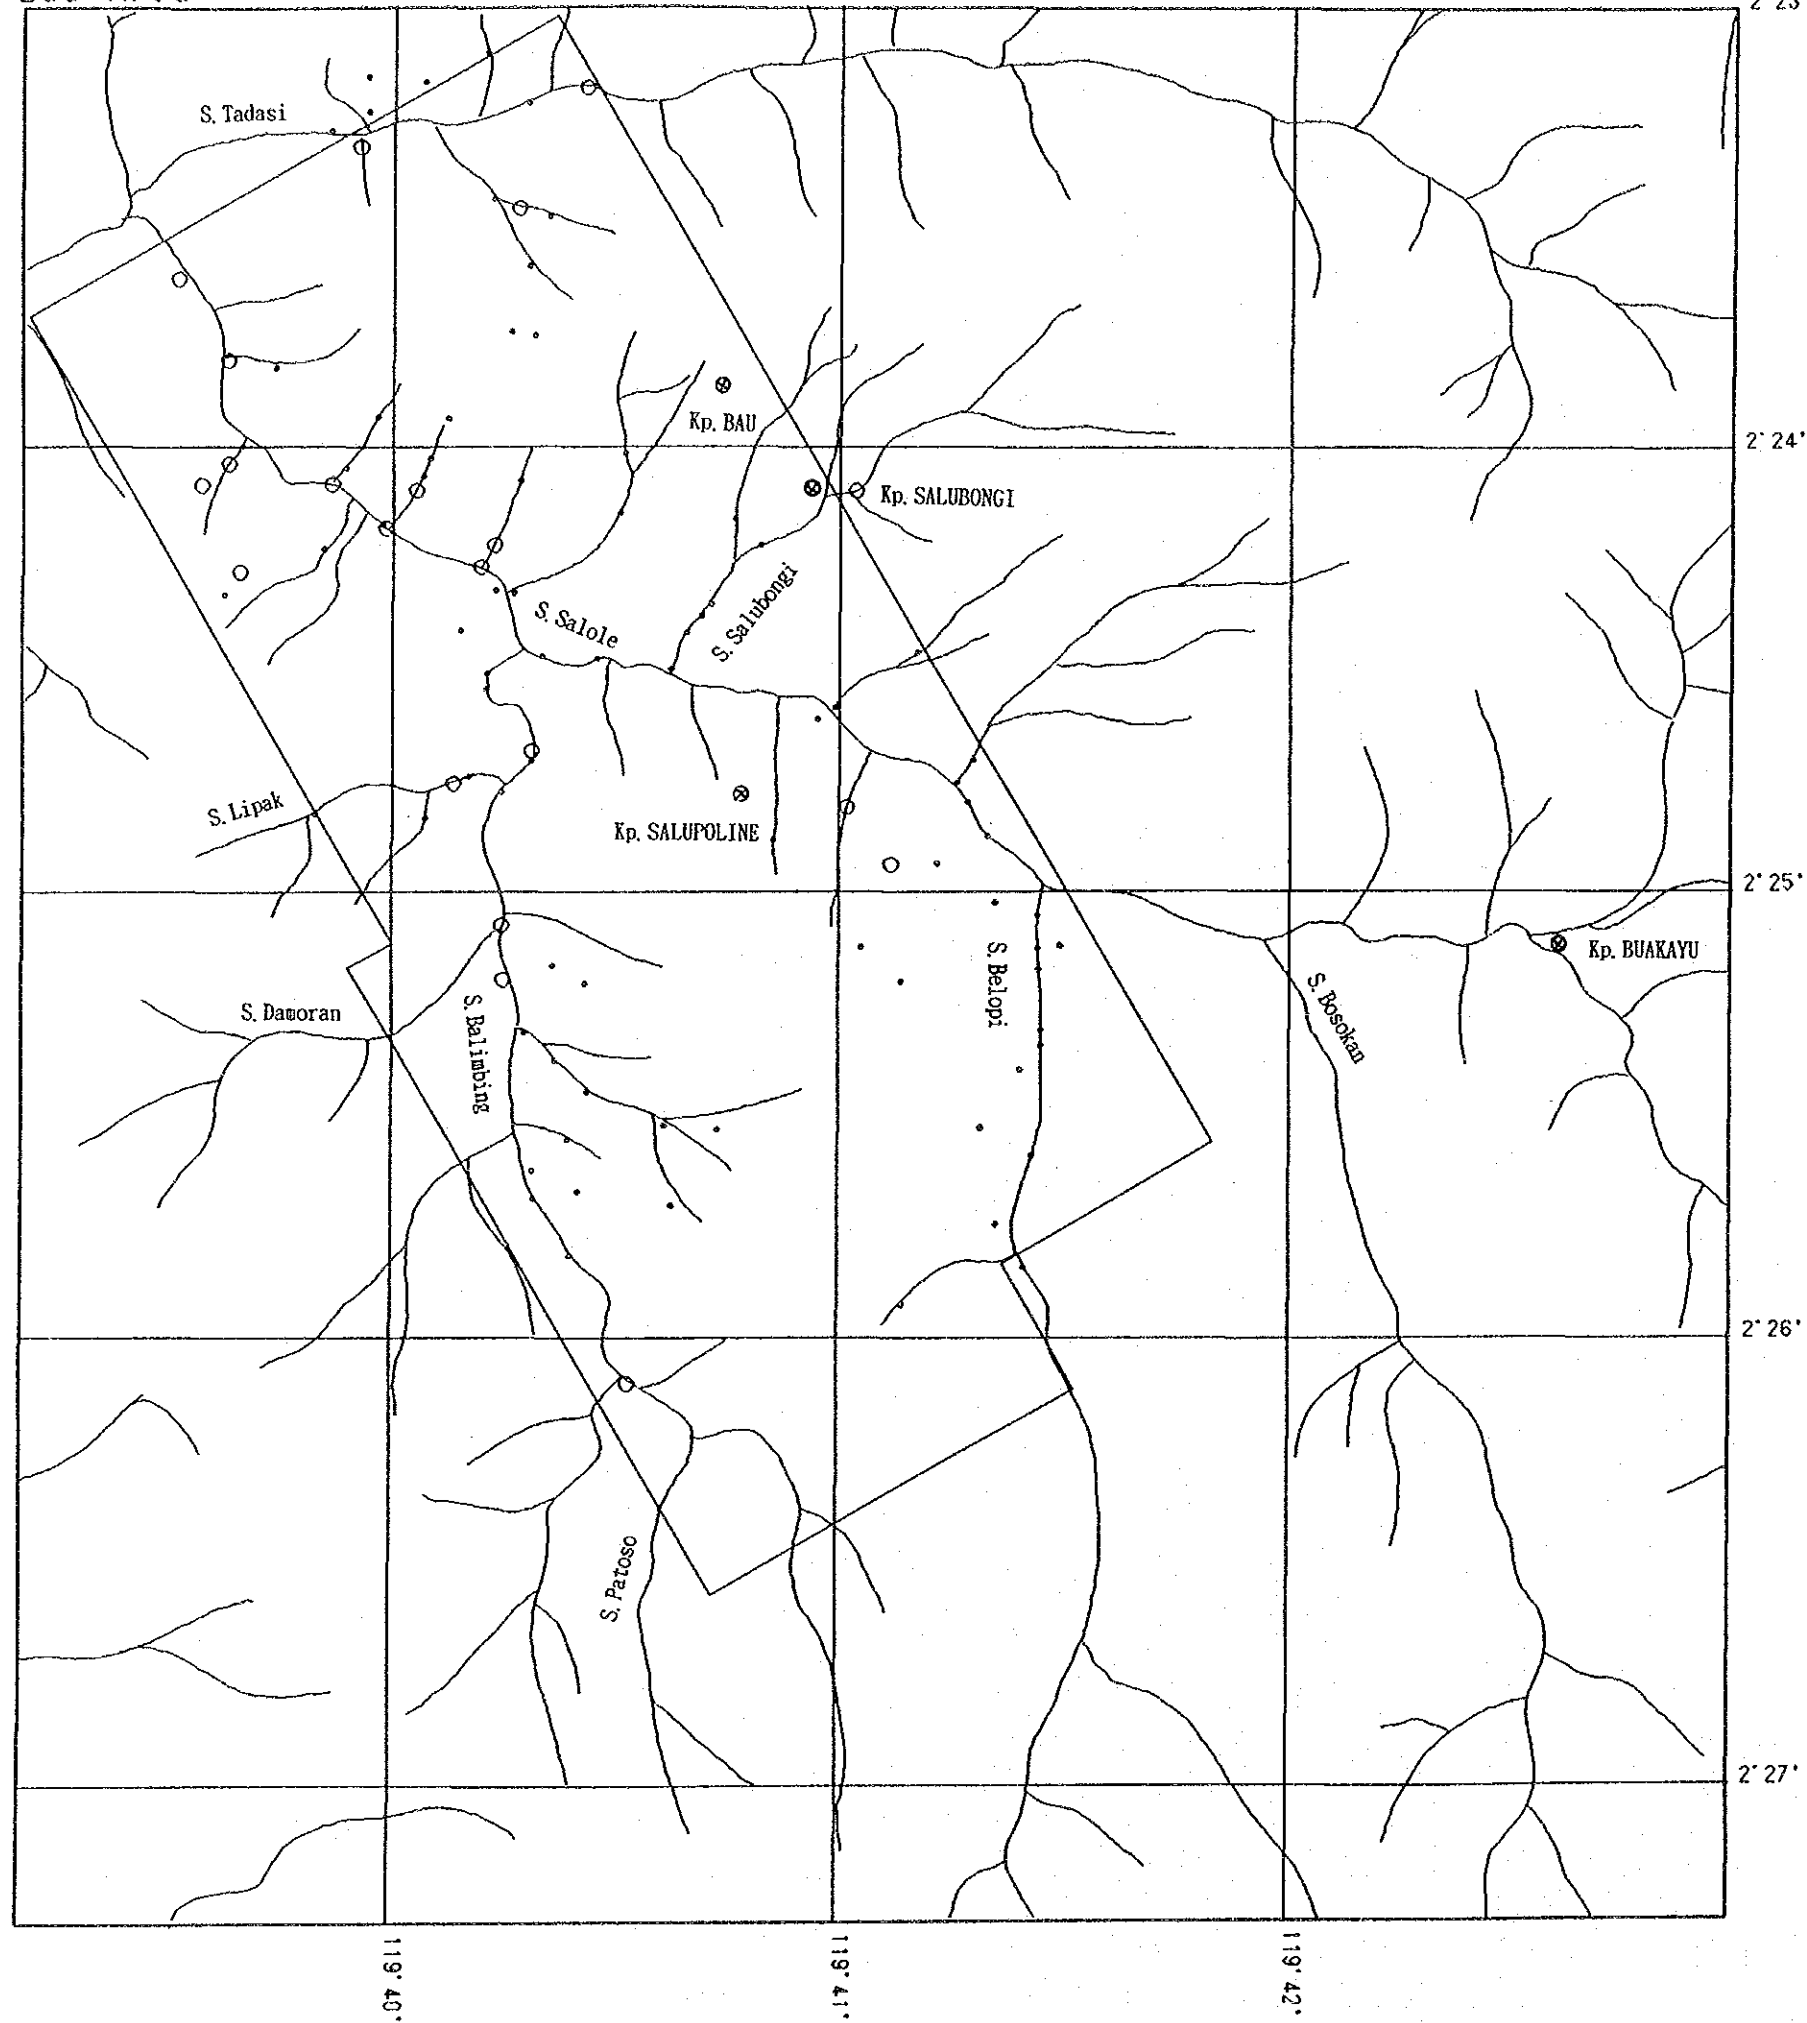 2°23'
S. Tadasi
Kp. BAU
2°24'
Kp. SALUBONGI
S. Salubongi
S. Salole
S. Lipak
Kp. SALUPOLINE
2°25'
Kp. BUAKAYU
S. Belopi
S. Bosokan
S. Damoran
S. Balimbing
2°26'
S. Patoso
2°27'
119°40'
119°41'
119°42'